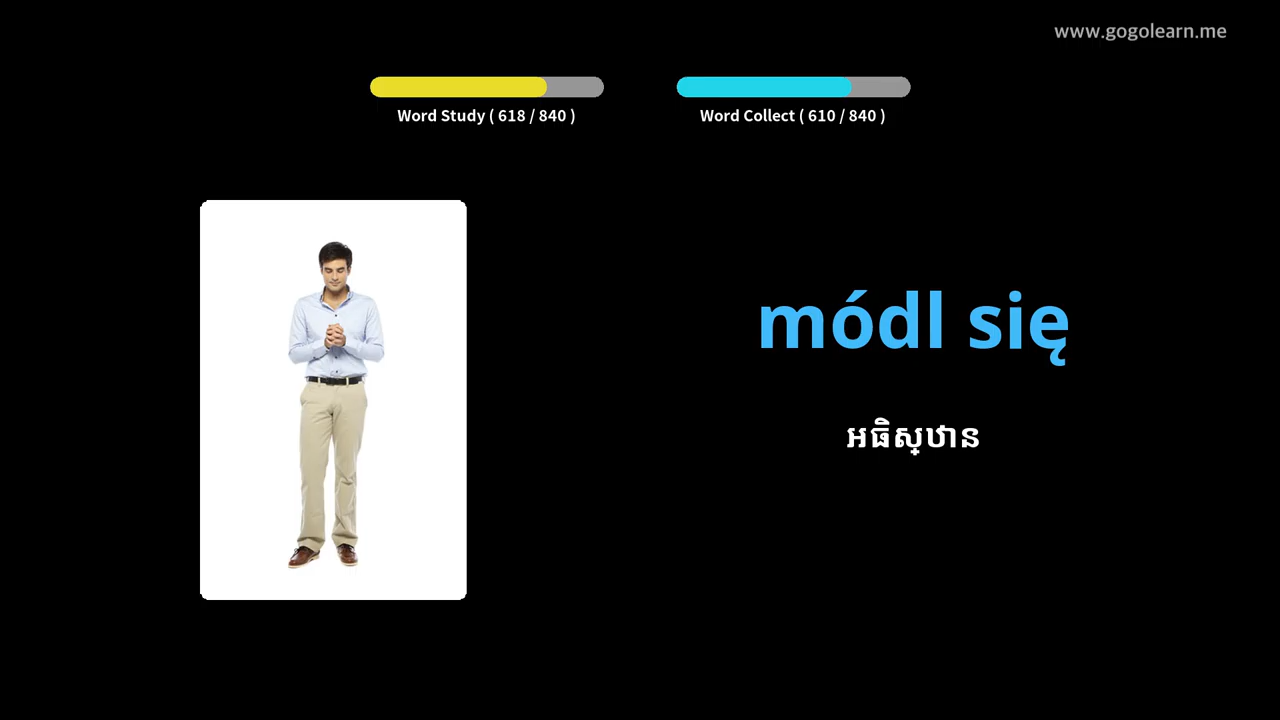 www.gogolearn.me
Word Study ( 618 / 840 )
Word Collect ( 610 / 840 )
módl się
អធិស្ឋាន